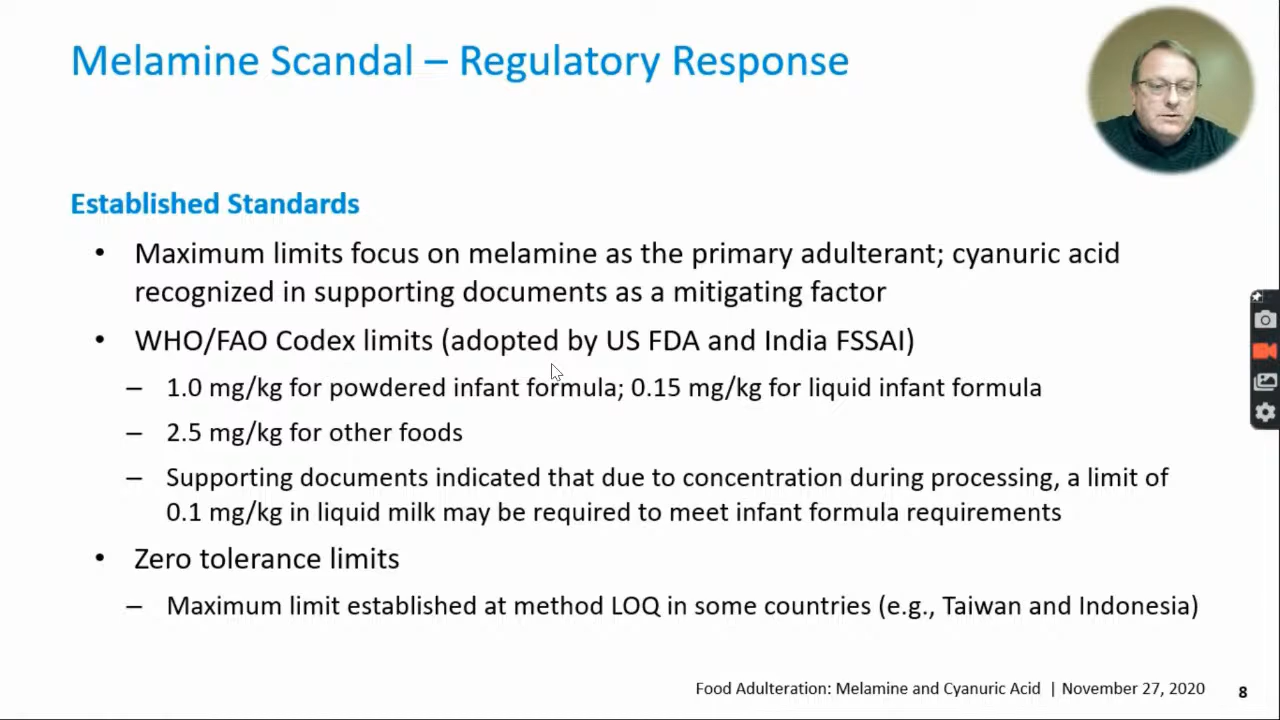 Melamine Scandal – Regulatory Response
Established Standards
• Maximum limits focus on melamine as the primary adulterant; cyanuric acid
recognized in supporting documents as a mitigating factor
• WHO/FAO Codex limits (adopted by US FDA and India FSSAI)
– 1.0 mg/kg for powdered infant formula; 0.15 mg/kg for liquid infant formula
– 2.5 mg/kg for other foods
– Supporting documents indicated that due to concentration during processing, a limit of
0.1 mg/kg in liquid milk may be required to meet infant formula requirements
• Zero tolerance limits
– Maximum limit established at method LOQ in some countries (e.g., Taiwan and Indonesia)
Food Adulteration: Melamine and Cyanuric Acid | November 27, 2020 8